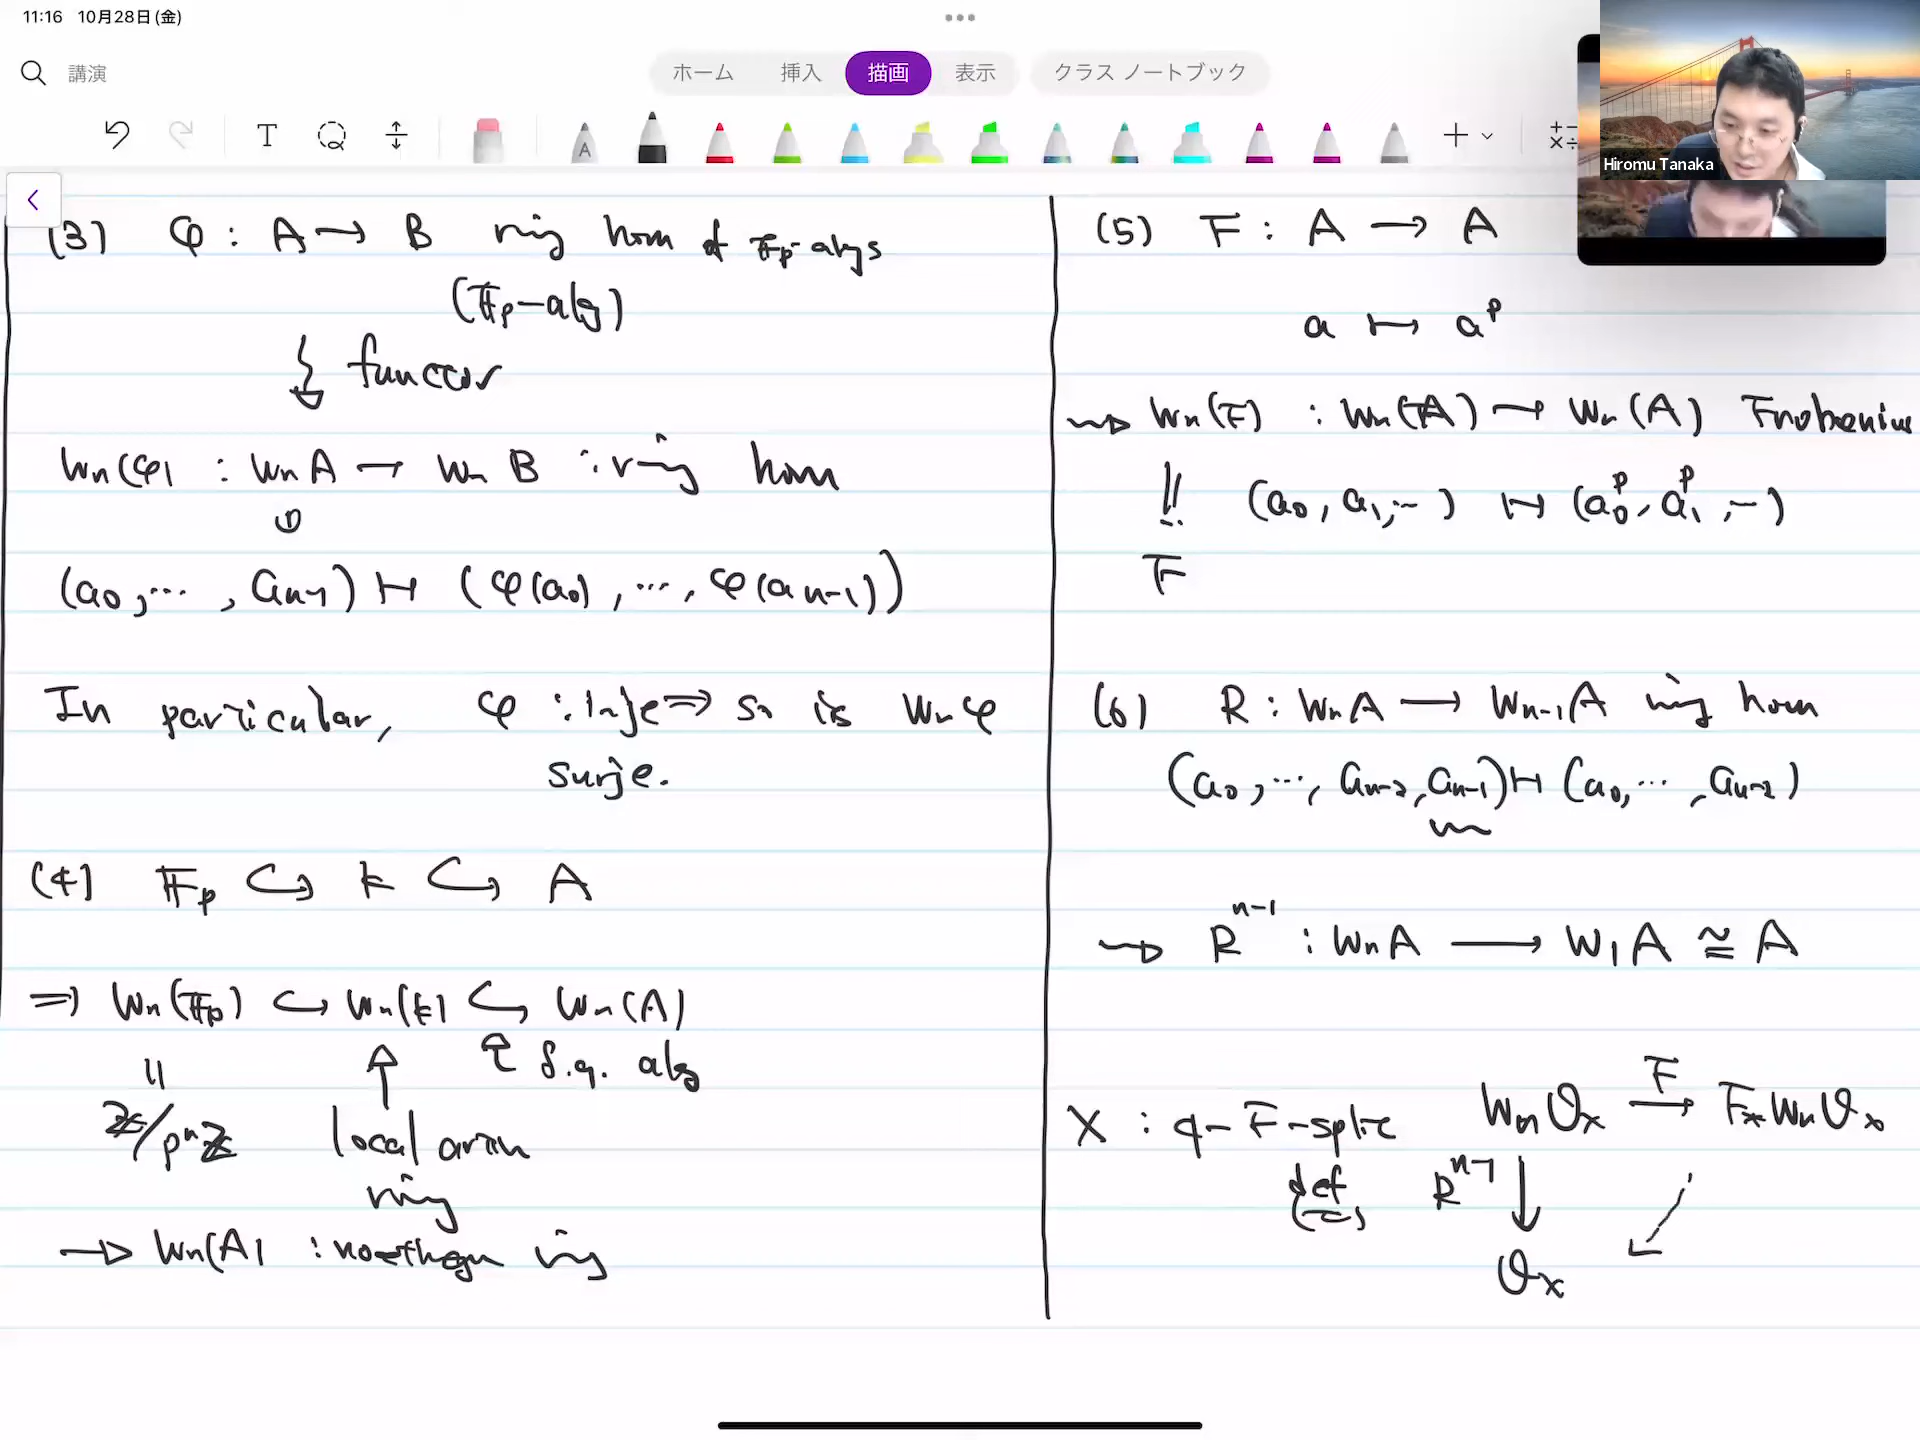 11:16 10月28日(金)
講演
ホーム 挿入 描画 表示 クラス ノートブック
T
A
Hiromu Tanaka
(3) φ : A → B ring hom of 𝔽p-algs
(𝔽p-alg)
functor
Wn(φ) : WnA → WnB : ring hom
(a0, ..., an-1) ↦ (φ(a0), ..., φ(an-1))
In particular, φ : inje ⇒ so is Wnφ
surje.
(4) 𝔽p ↪ k ↪ A
⇒ Wn(𝔽p) ↪ Wn(k) ↪ Wn(A)
|| ↑ ↑ f.g. alg
ℤ/pⁿℤ local artin
ring
→ Wn(A) : noetherian ring
(5) F : A → A
a ↦ a^p
⇝ Wn(F) : Wn(A) → Wn(A) Frobenius
|| (a0, a1, ...) ↦ (a0^p, a1^p, ...)
F
(6) R : WnA → Wn-1A ring hom
(a0, ..., an-2, an-1) ↦ (a0, ..., an-2)
⇝ R^{n-1} : WnA → W1A ≅ A
X : q-F-split WnOx →F F*WnOx
def R^{n-1} ↓
⇔
Ox